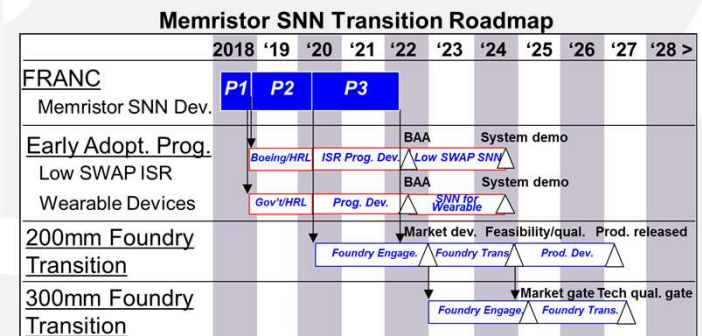 Memristor SNN Transition Roadmap
2018 ‘19 ‘20 ‘21 ‘22 ‘23 ‘24 ‘25 ‘26 ‘27 ‘28 >
FRANC
P1 P2 P3
Memristor SNN Dev.
BAA System demo
Early Adopt. Prog.
Boeing/HRL ISR Prog. Dev. Low SWAP SNN
Low SWAP ISR
BAA System demo
Wearable Devices
Gov't/HRL Prog. Dev. SNN for
Wearable
Market dev. Feasibility/qual. Prod. released
200mm Foundry
Foundry Engage. Foundry Trans Prod. Dev.
Transition
Market gate Tech qual. gate
300mm Foundry
Foundry Engage. Foundry Trans.
Transition